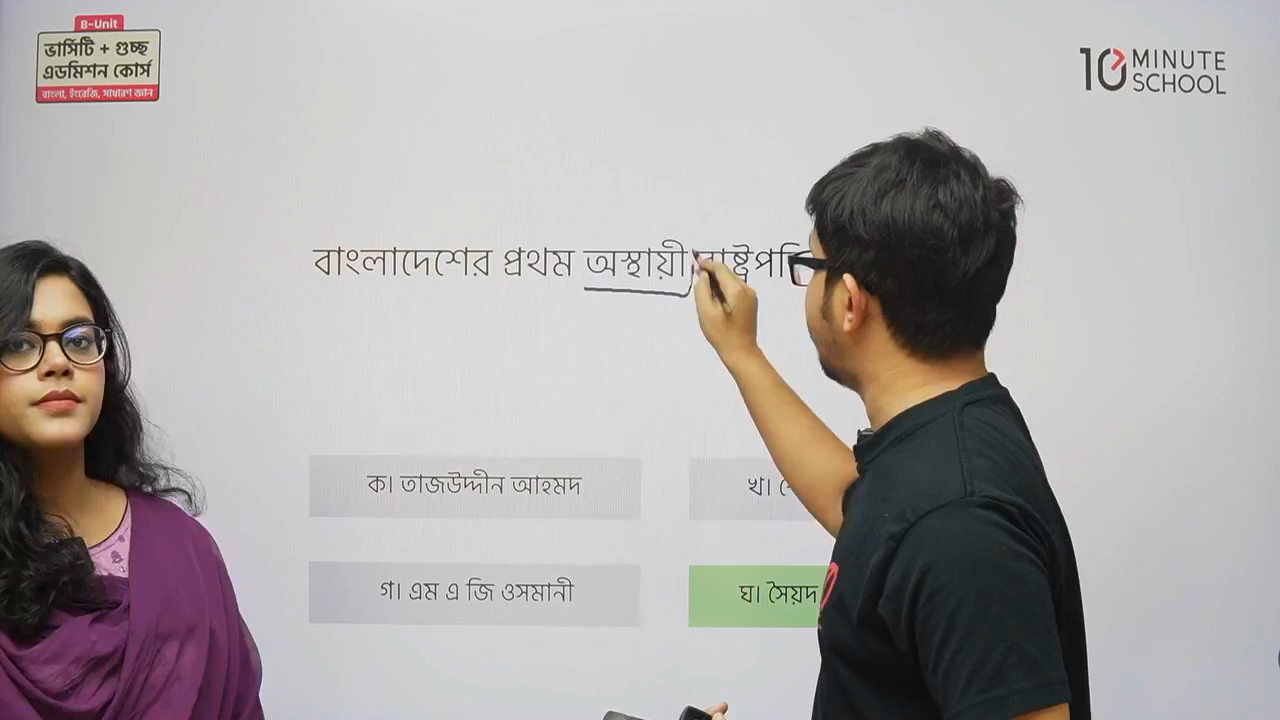 B-Unit
ভার্সিটি + গুচ্ছ
এডমিশন কোর্স
বাংলা, ইংরেজি, সাধারণ জ্ঞান
10 MINUTE
SCHOOL
বাংলাদেশের প্রথম অস্থায়ী
ক। তাজউদ্দীন আহমদ
খ।
গ। এম এ জি ওসমানী
ঘ। সৈয়দ